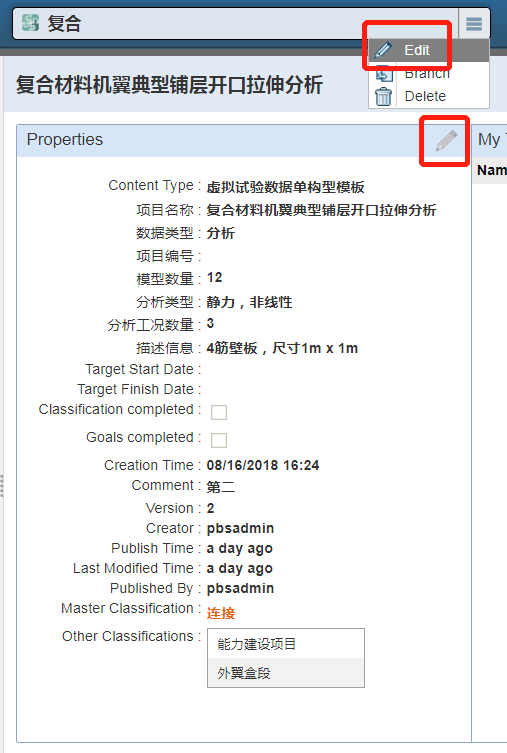 复合
Edit
Branch
Delete
复合材料机翼典型铺层开口拉伸分析
Properties
My
Nam
Content Type : 虚拟试验数据单构型模板
项目名称 : 复合材料机翼典型铺层开口拉伸分析
数据类型 : 分析
项目编号 :
模型数量 : 12
分析类型 : 静力，非线性
分析工况数量 : 3
描述信息 : 4筋壁板，尺寸1m x 1m
Target Start Date :
Target Finish Date :
Classification completed :
Goals completed :
Creation Time : 08/16/2018 16:24
Comment : 第二
Version : 2
Creator : pbsadmin
Publish Time : a day ago
Last Modified Time : a day ago
Published By : pbsadmin
Master Classification : 连接
Other Classifications :
能力建设项目
外翼盒段